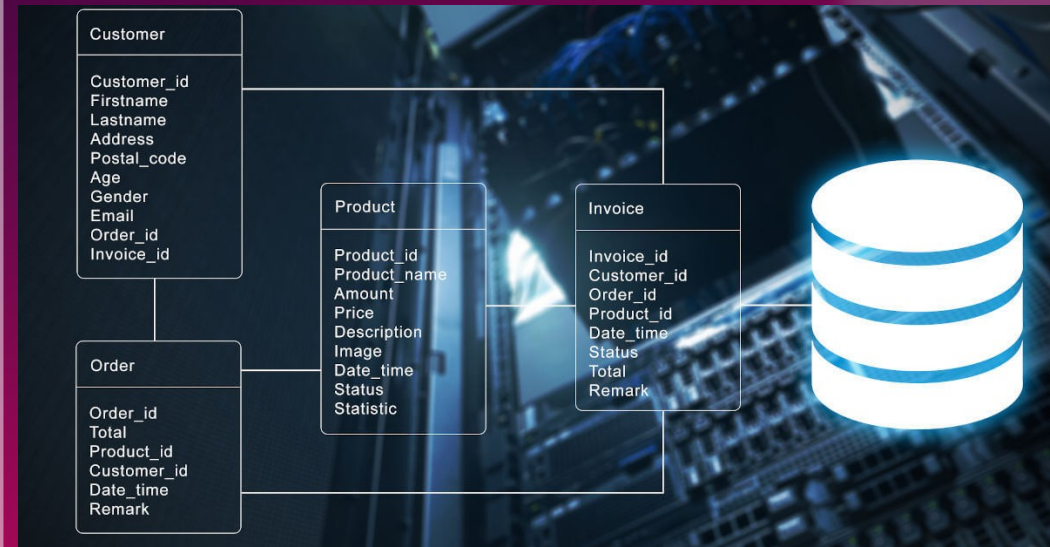 Customer
Customer_id
Firstname
Lastname
Address
Postal_code
Age
Gender
Email
Order_id
Invoice_id
Order
Order_id
Total
Product_id
Customer_id
Date_time
Remark
Product
Product_id
Product_name
Amount
Price
Description
Image
Date_time
Status
Statistic
Invoice
Invoice_id
Customer_id
Order_id
Product_id
Date_time
Status
Total
Remark